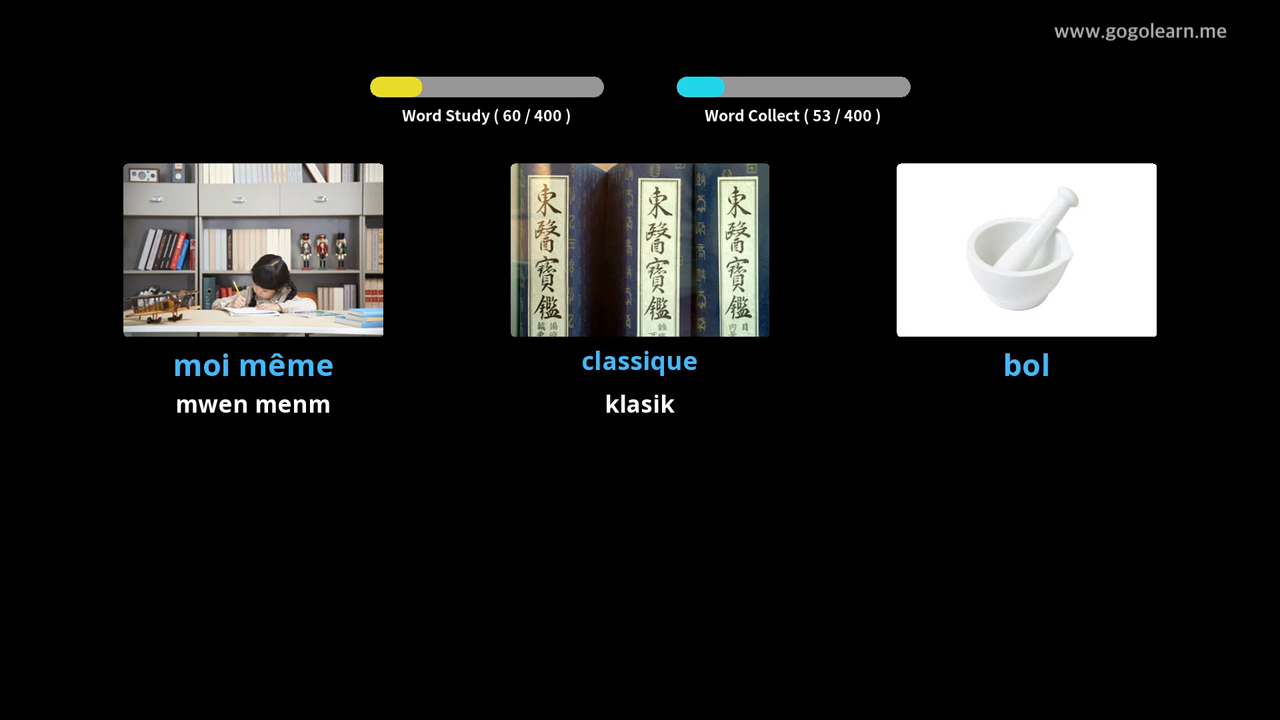 www.gogolearn.me
Word Study ( 60 / 400 )
Word Collect ( 53 / 400 )
東醫寶鑑
東醫寶鑑
東醫寶鑑
moi même
classique
bol
mwen menm
klasik